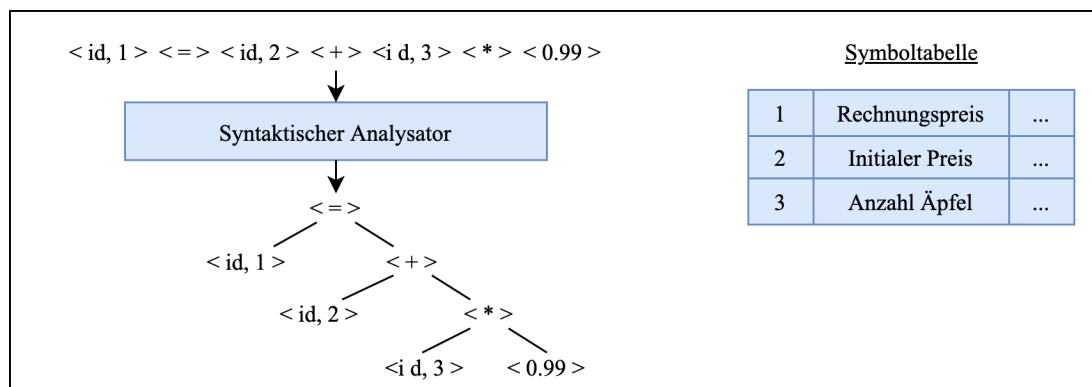 < id, 1 > < = > < id, 2 > < + > <i d, 3 > < * > < 0.99 >
Syntaktischer Analysator
< = >
< id, 1 > < + >
< id, 2 > < * >
<i d, 3 > < 0.99 >
Symboltabelle
1 Rechnungspreis ...
2 Initialer Preis ...
3 Anzahl Äpfel ...